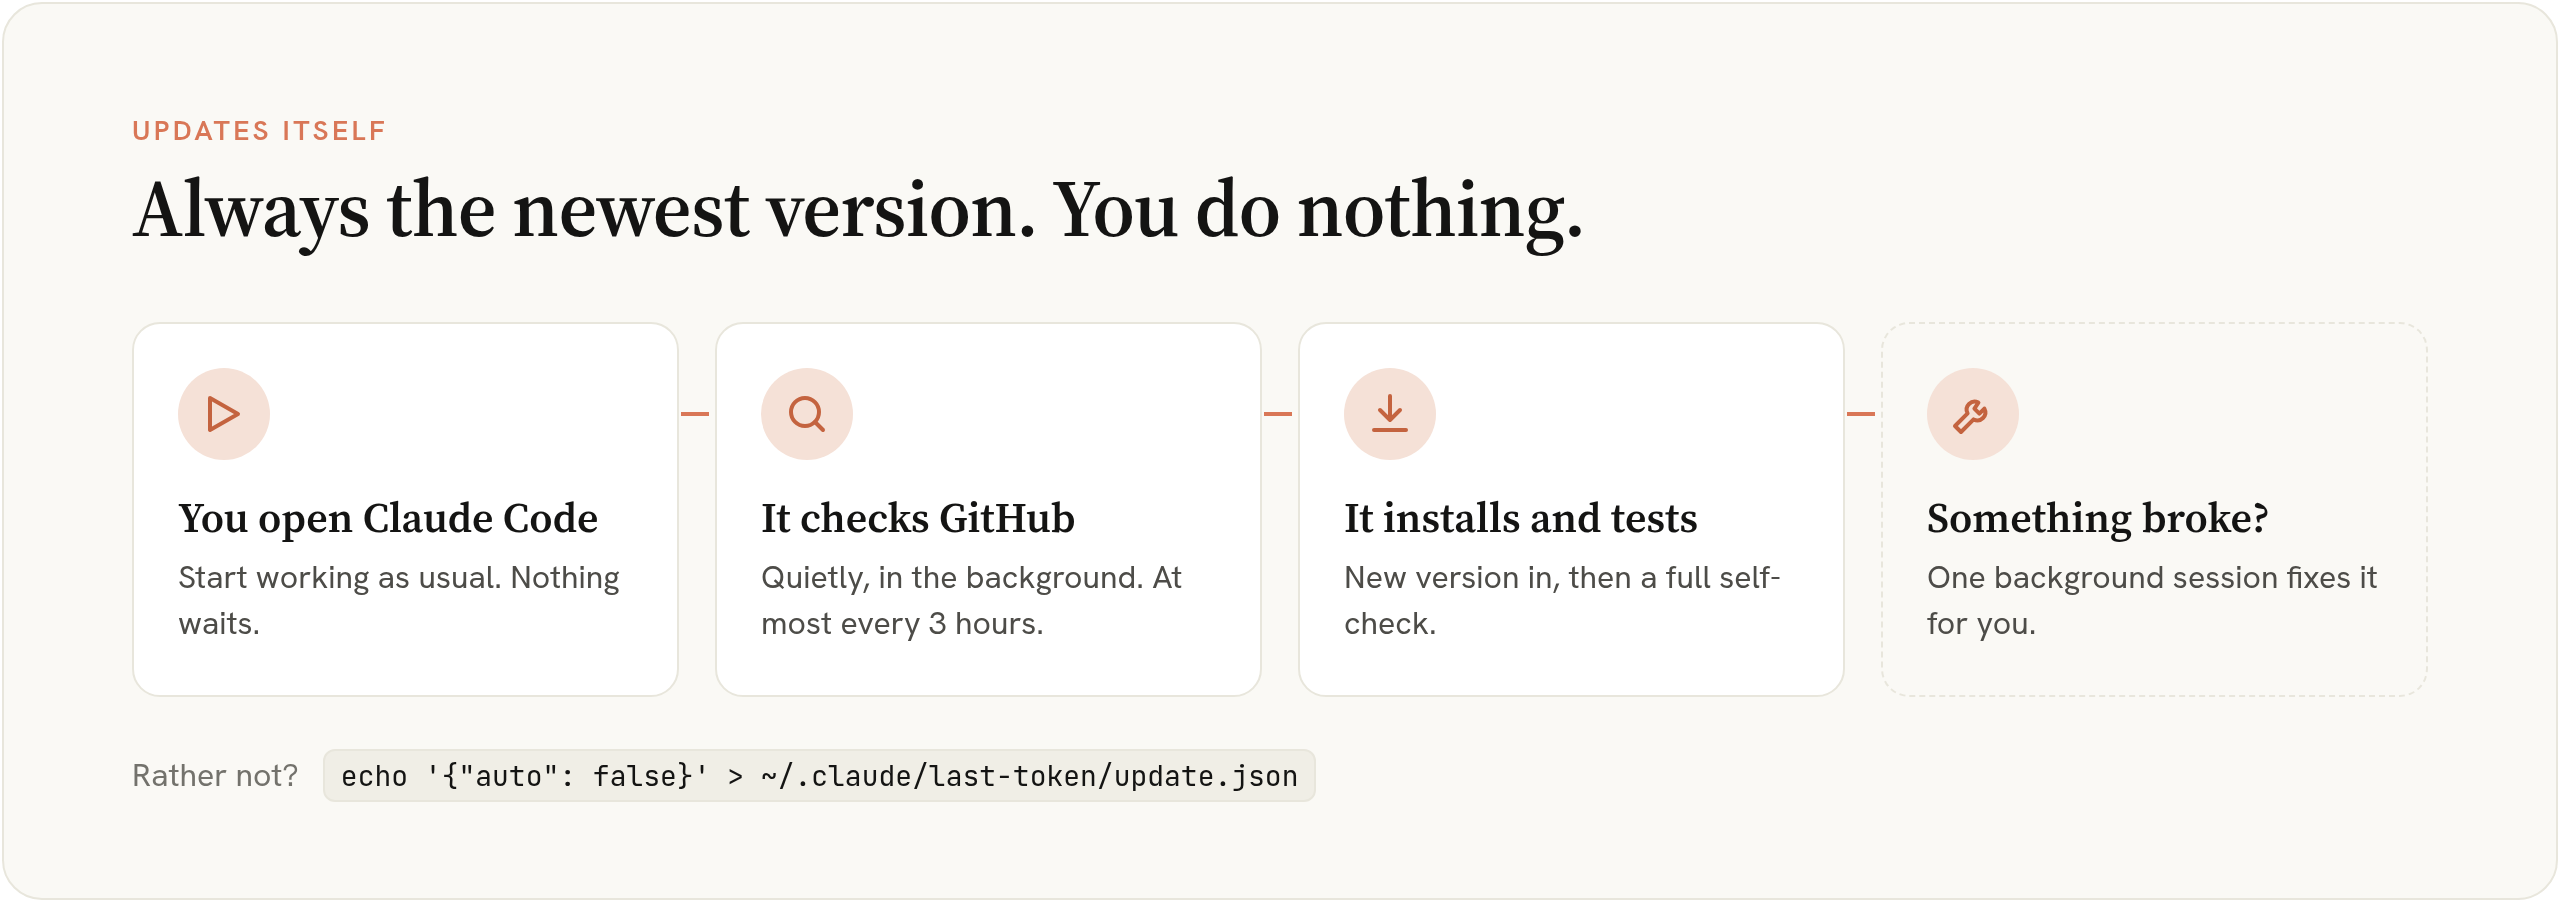 UPDATES ITSELF
Always the newest version. You do nothing.
You open Claude Code
Start working as usual. Nothing
waits.
It checks GitHub
Quietly, in the background. At
most every 3 hours.
It installs and tests
New version in, then a full self-
check.
Something broke?
One background session fixes it
for you.
Rather not? echo '{"auto": false}' > ~/.claude/last-token/update.json